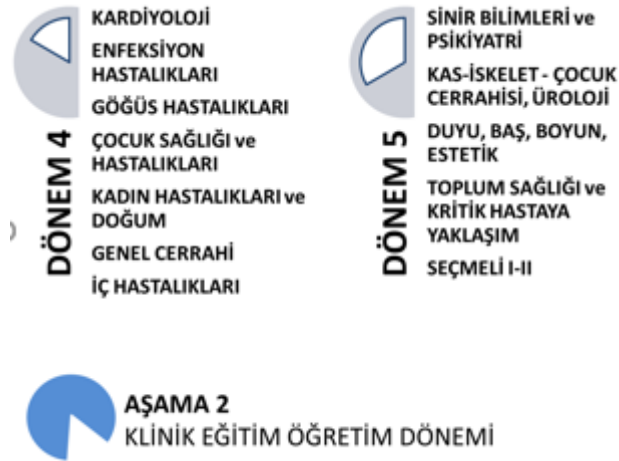 KARDİYOLOJİ
ENFEKSİYON
HASTALIKLARI
GÖĞÜS HASTALIKLARI
ÇOCUK SAĞLIĞI ve
HASTALIKLARI
KADIN HASTALIKLARI ve
DOĞUM
GENEL CERRAHİ
İÇ HASTALIKLARI
DÖNEM 4
SİNİR BİLİMLERİ ve
PSİKİYATRİ
KAS-İSKELET - ÇOCUK
CERRAHİSİ, ÜROLOJİ
DUYU, BAŞ, BOYUN,
ESTETİK
TOPLUM SAĞLIĞI ve
KRİTİK HASTAYA
YAKLAŞIM
SEÇMELİ I-II
DÖNEM 5
AŞAMA 2
KLİNİK EĞİTİM ÖĞRETİM DÖNEMİ